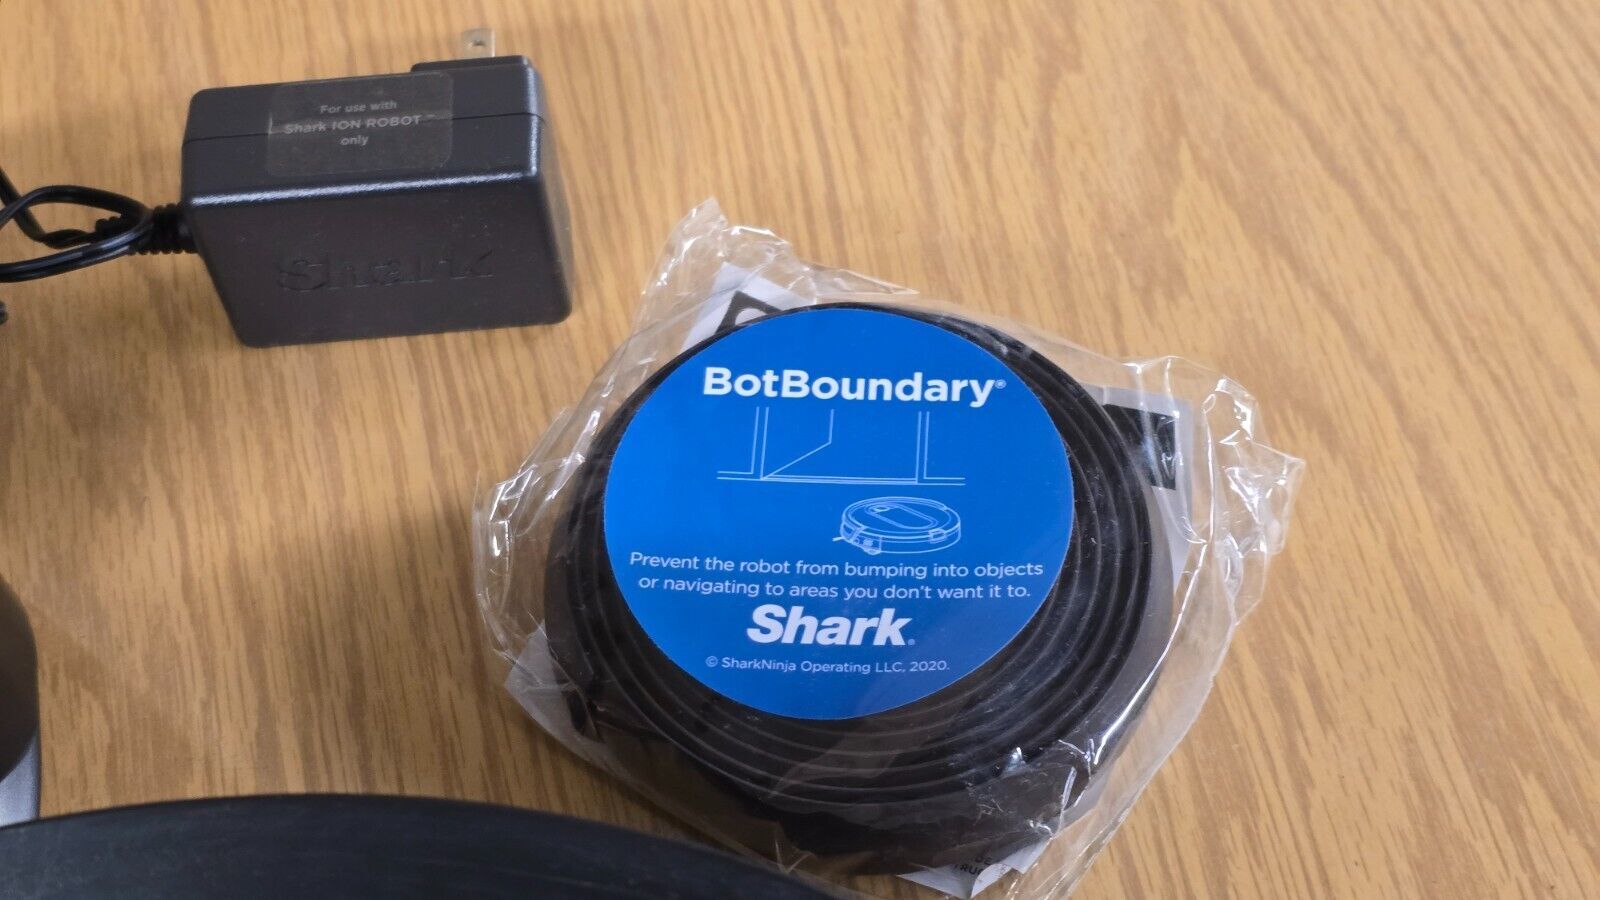 For use with
Shark ION ROBOT™
only
Shark
BotBoundary®
Prevent the robot from bumping into objects
or navigating to areas you don't want it to.
Shark®
© SharkNinja Operating LLC, 2020.